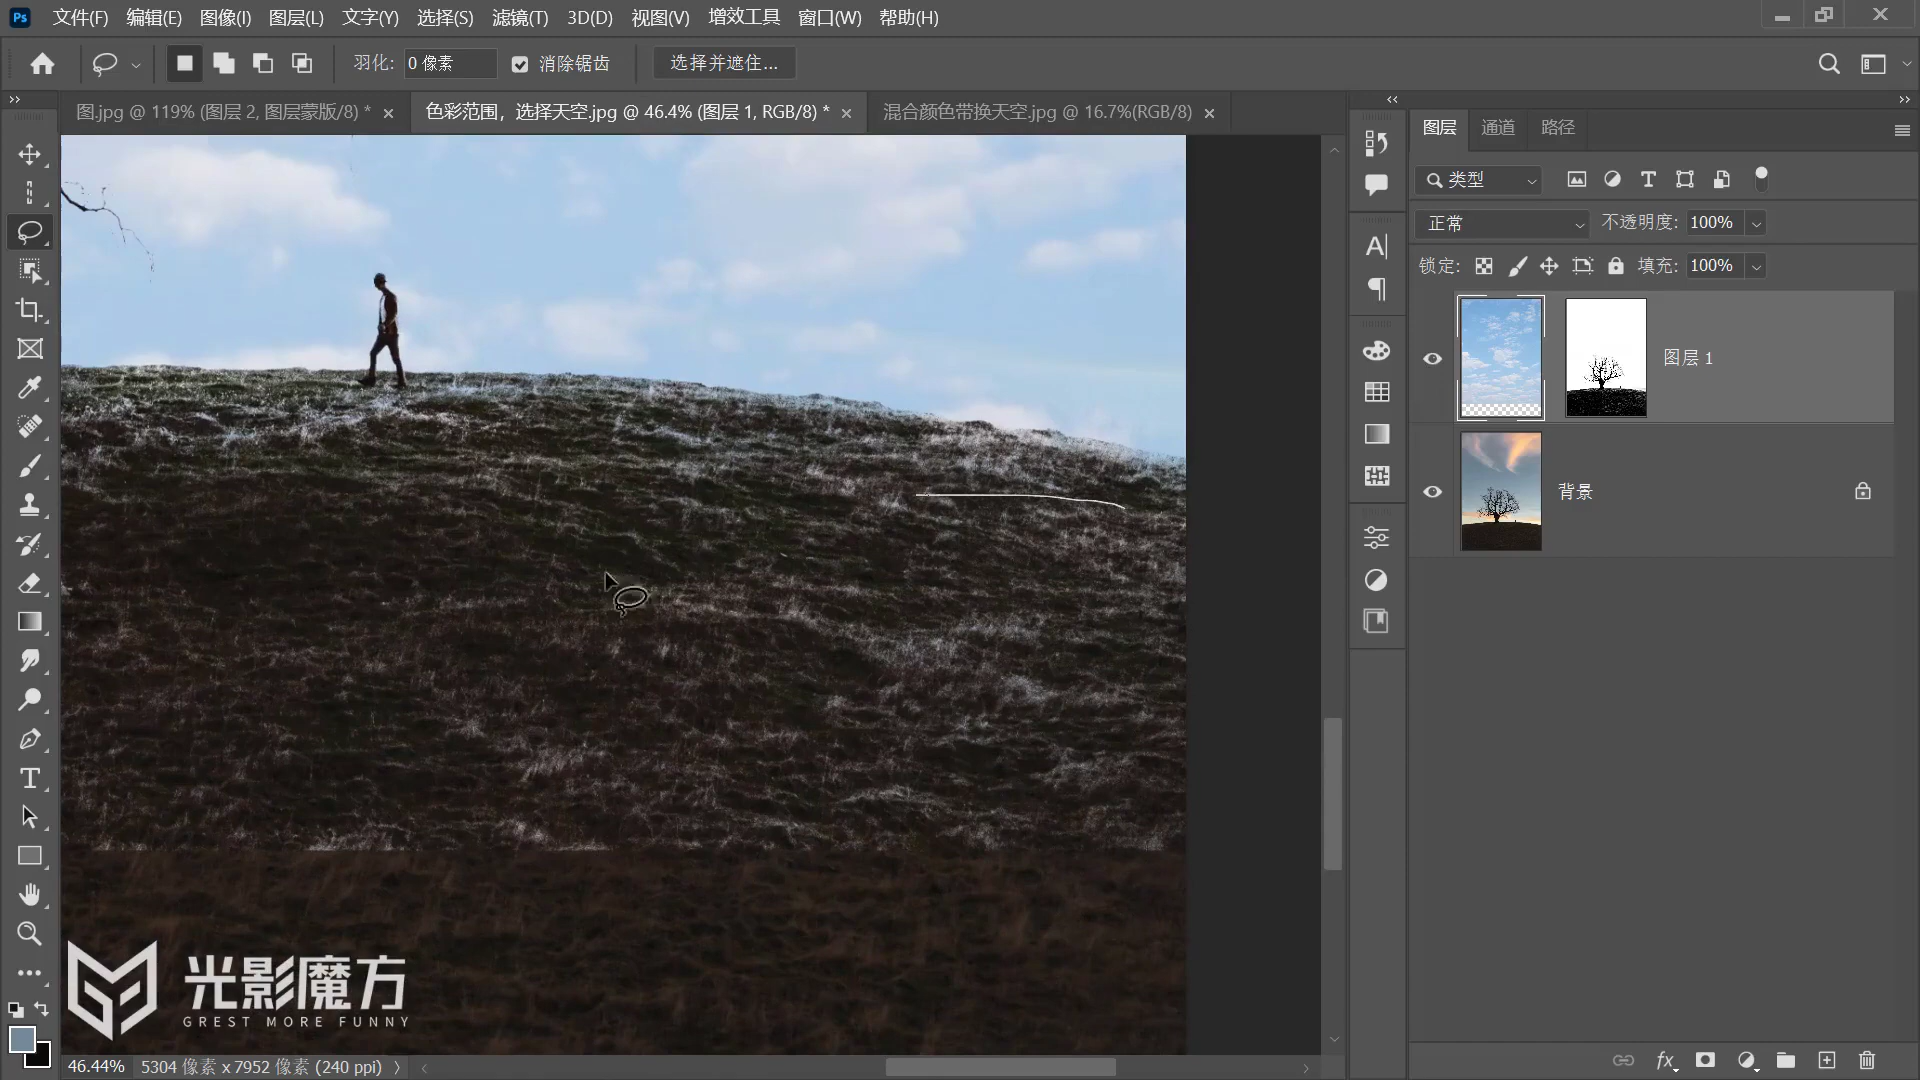 Ps 文件(F) 编辑(E) 图像(I) 图层(L) 文字(Y) 选择(S) 滤镜(T) 3D(D) 视图(V) 增效工具 窗口(W) 帮助(H)
羽化: 0 像素 消除锯齿 选择并遮住...
图.jpg @ 119% (图层 2, 图层蒙版/8) * 色彩范围，选择天空.jpg @ 46.4% (图层 1, RGB/8) * 混合颜色带换天空.jpg @ 16.7%(RGB/8)
图层 通道 路径
类型
正常 不透明度: 100%
锁定: 填充: 100%
图层 1
背景
光影魔方
GREST MORE FUNNY
46.44% 5304 像素 x 7952 像素 (240 ppi)
fx